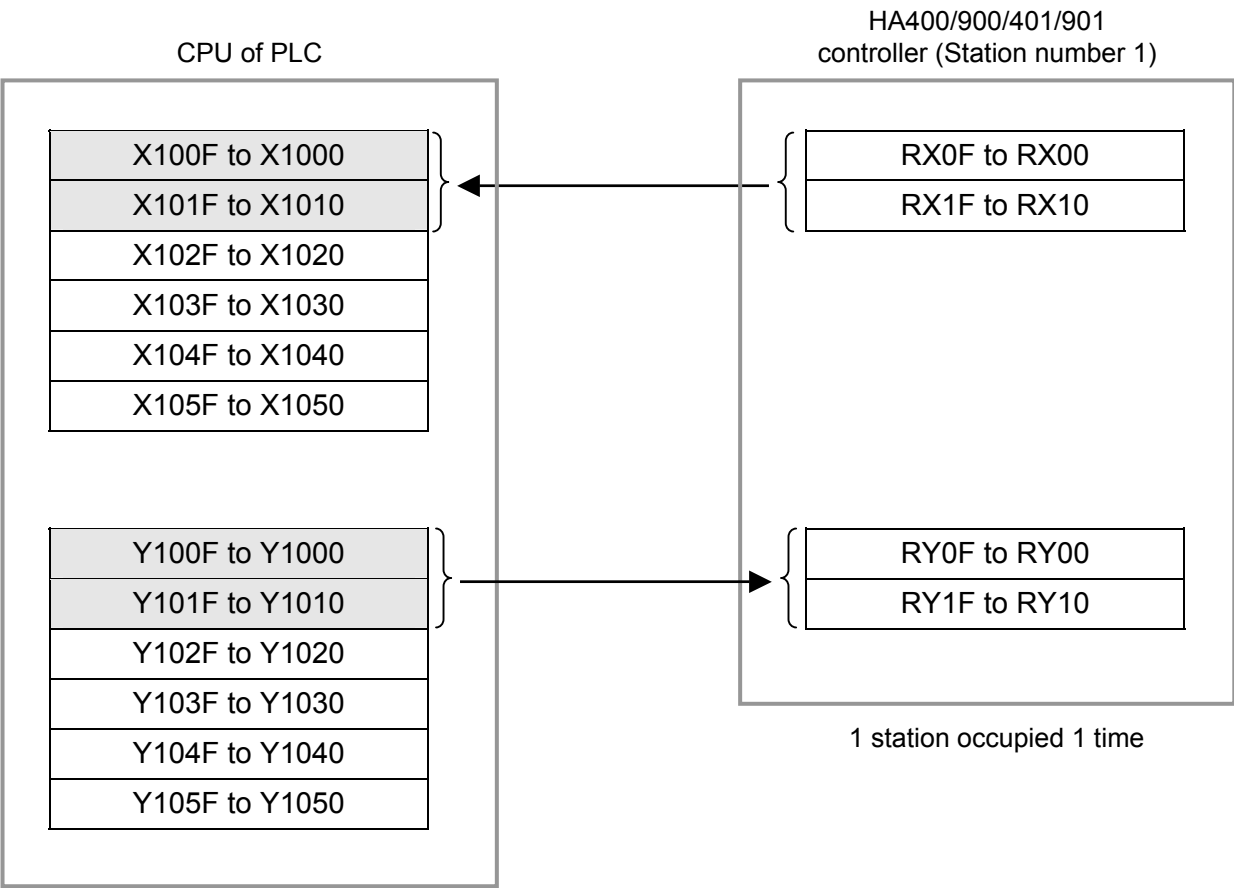 CPU of PLC
HA400/900/401/901
controller (Station number 1)
X100F to X1000
X101F to X1010
X102F to X1020
X103F to X1030
X104F to X1040
X105F to X1050
RX0F to RX00
RX1F to RX10
Y100F to Y1000
Y101F to Y1010
Y102F to Y1020
Y103F to Y1030
Y104F to Y1040
Y105F to Y1050
RY0F to RY00
RY1F to RY10
1 station occupied 1 time